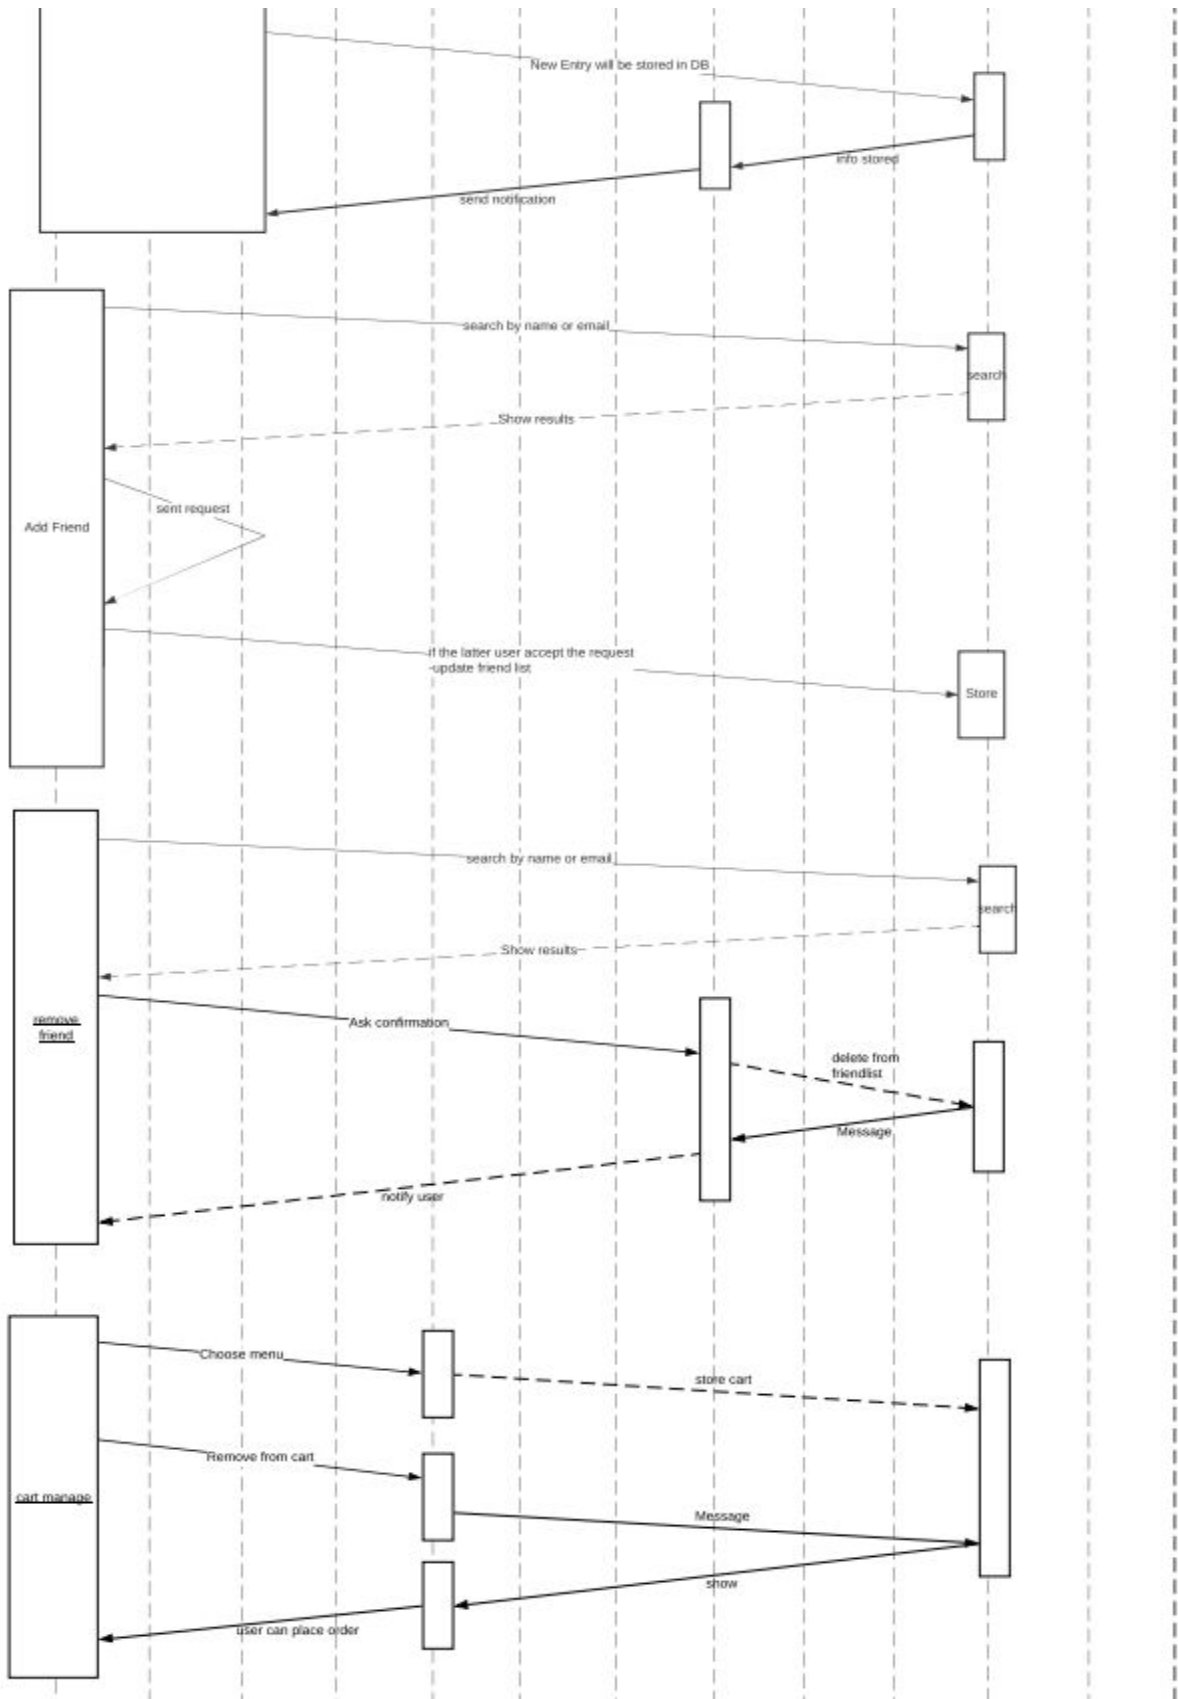 New Entry will be stored in DB
info stored
send notification
search by name or email
search
Show results
sent request
Add Friend
if the latter user accept the request
-update friend list
Store
search by name or email
search
Show results
remove
friend
Ask confirmation
delete from
friendlist
Message
notify user
Choose menu
store cart
Remove from cart
cart manage
Message
show
user can place order